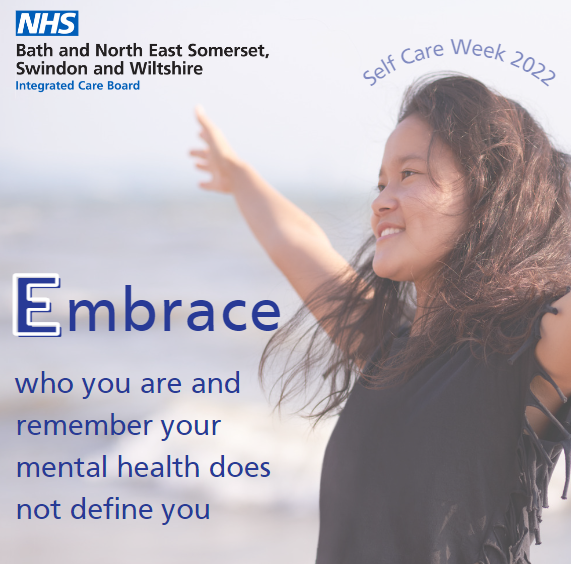 NHS
Bath and North East Somerset,
Swindon and Wiltshire
Integrated Care Board
Self Care Week 2022
Embrace
who you are and
remember your
mental health does
not define you